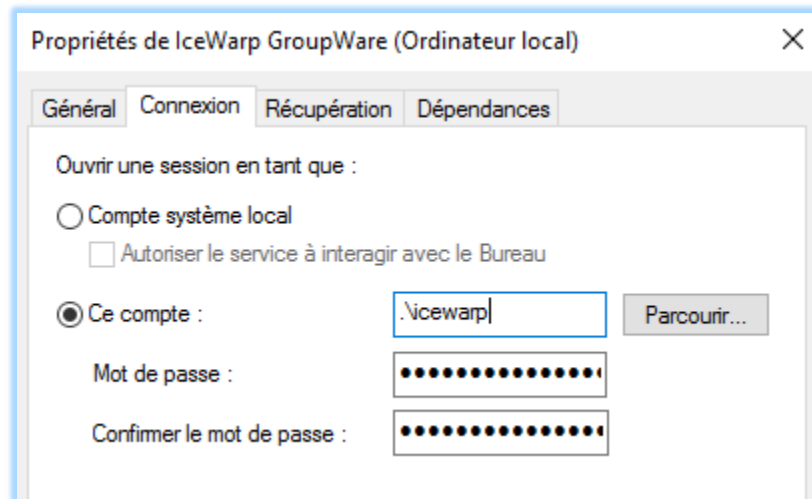 Propriétés de IceWarp GroupWare (Ordinateur local)
Général Connexion Récupération Dépendances
Ouvrir une session en tant que :
Compte système local
Autoriser le service à interagir avec le Bureau
Ce compte : .\icewarp Parcourir...
Mot de passe : ●●●●●●●●●●●●●●●
Confirmer le mot de passe : ●●●●●●●●●●●●●●●